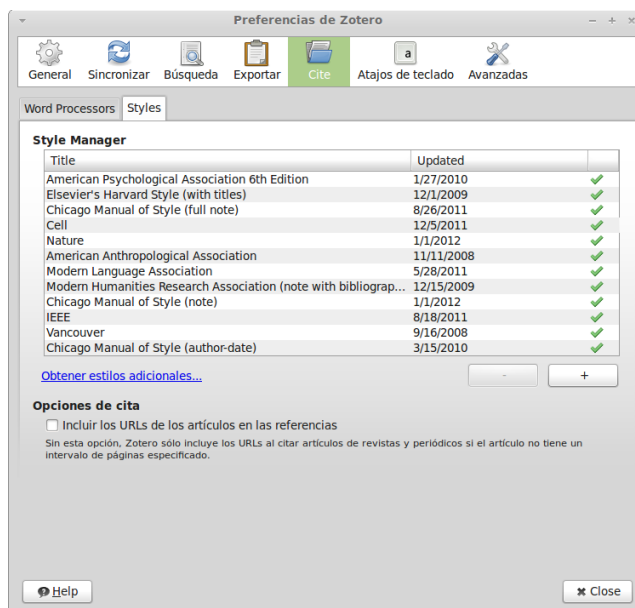 Preferencias de Zotero
General Sincronizar Búsqueda Exportar Cite a Atajos de teclado Avanzadas
Word Processors Styles
Style Manager
Title Updated
American Psychological Association 6th Edition 1/27/2010
Elsevier's Harvard Style (with titles) 12/1/2009
Chicago Manual of Style (full note) 8/26/2011
Cell 12/5/2011
Nature 1/1/2012
American Anthropological Association 11/11/2008
Modern Language Association 5/28/2011
Modern Humanities Research Association (note with bibliograp... 12/15/2009
Chicago Manual of Style (note) 1/1/2012
IEEE 8/18/2011
Vancouver 9/16/2008
Chicago Manual of Style (author-date) 3/15/2010
Obtener estilos adicionales... - +
Opciones de cita
Incluir los URLs de los artículos en las referencias
Sin esta opción, Zotero sólo incluye los URLs al citar artículos de revistas y periódicos si el artículo no tiene un
intervalo de páginas especificado.
Help Close